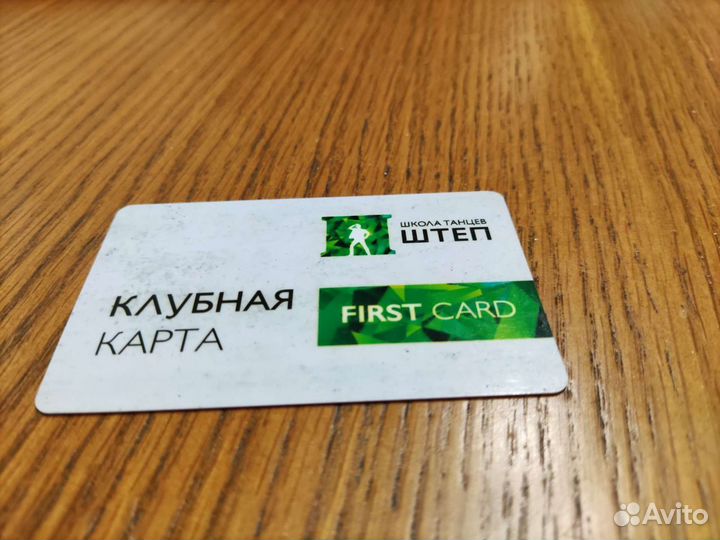 ШКОЛА ТАНЦЕВ
ШТЕП
КЛУБНАЯ
КАРТА
FIRST CARD
Avito